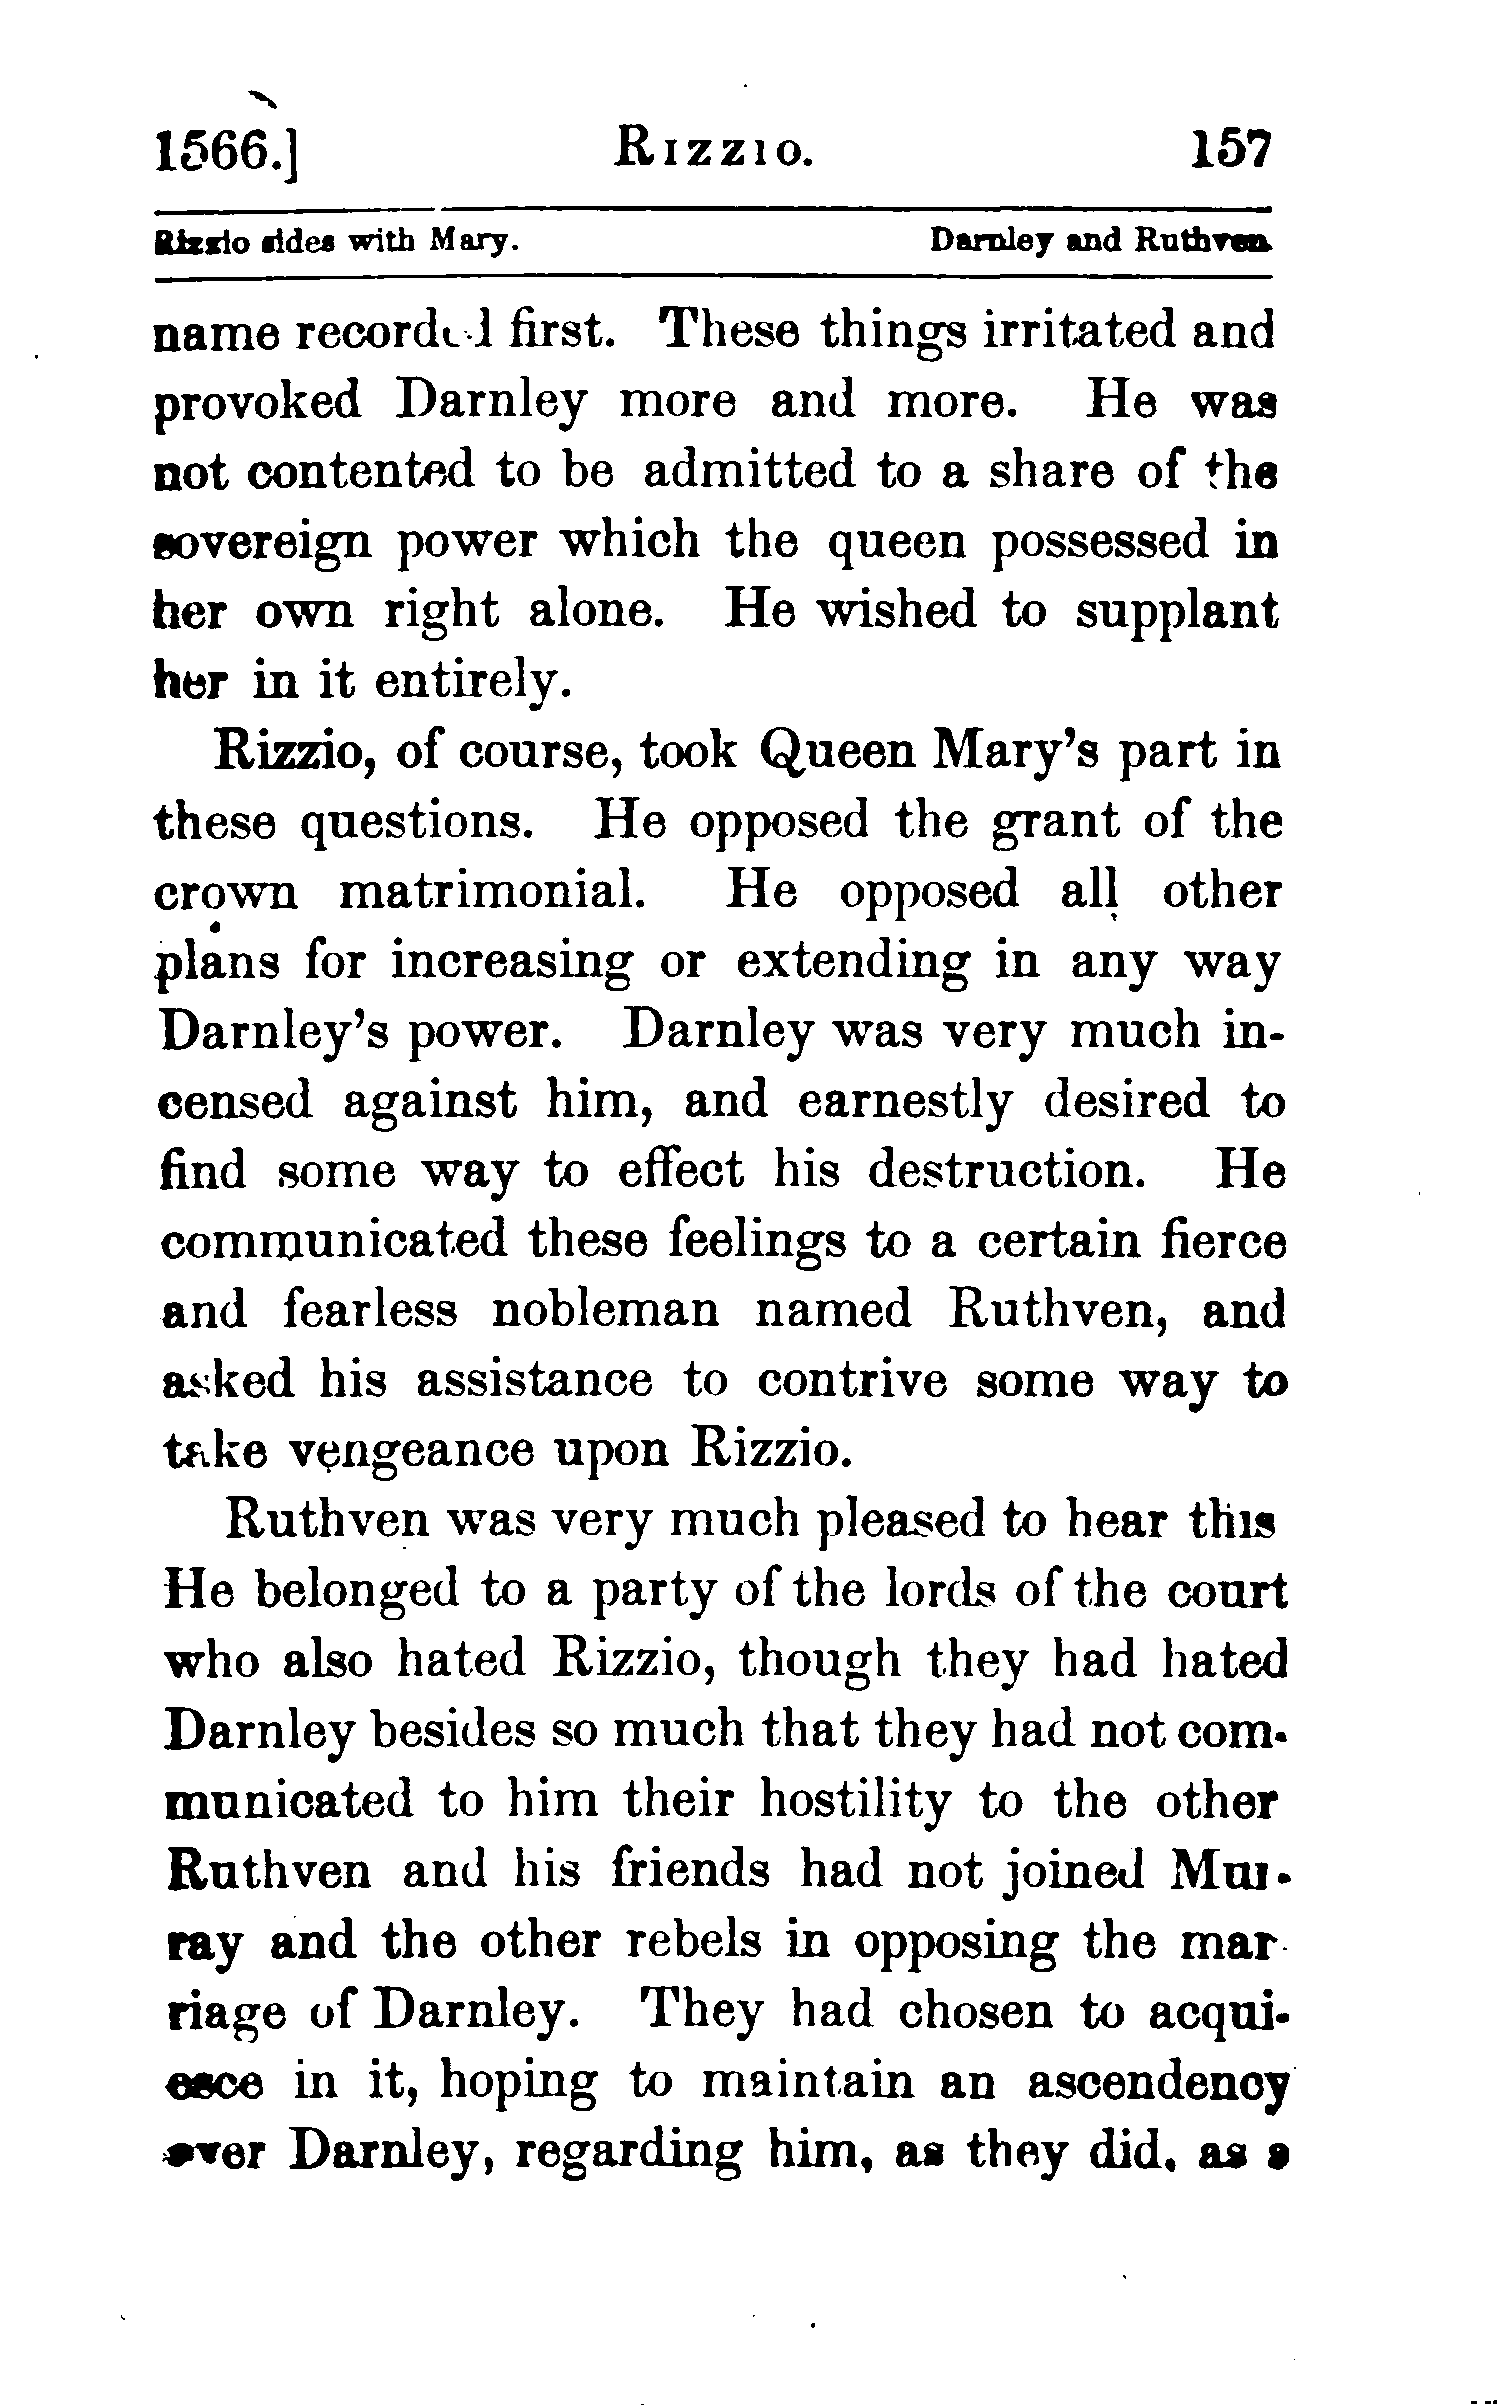 1566.] Rizzio. 157
Rizzio sides with Mary. Darnley and Ruthven.
name recorded first. These things irritated and
provoked Darnley more and more. He was
not contented to be admitted to a share of the
sovereign power which the queen possessed in
her own right alone. He wished to supplant
her in it entirely.
Rizzio, of course, took Queen Mary's part in
these questions. He opposed the grant of the
crown matrimonial. He opposed all other
plans for increasing or extending in any way
Darnley's power. Darnley was very much in-
censed against him, and earnestly desired to
find some way to effect his destruction. He
communicated these feelings to a certain fierce
and fearless nobleman named Ruthven, and
asked his assistance to contrive some way to
take vengeance upon Rizzio.
Ruthven was very much pleased to hear this
He belonged to a party of the lords of the court
who also hated Rizzio, though they had hated
Darnley besides so much that they had not com-
municated to him their hostility to the other
Ruthven and his friends had not joined Mur-
ray and the other rebels in opposing the mar-
riage of Darnley. They had chosen to acqui-
esce in it, hoping to maintain an ascendency
over Darnley, regarding him, as they did, as a